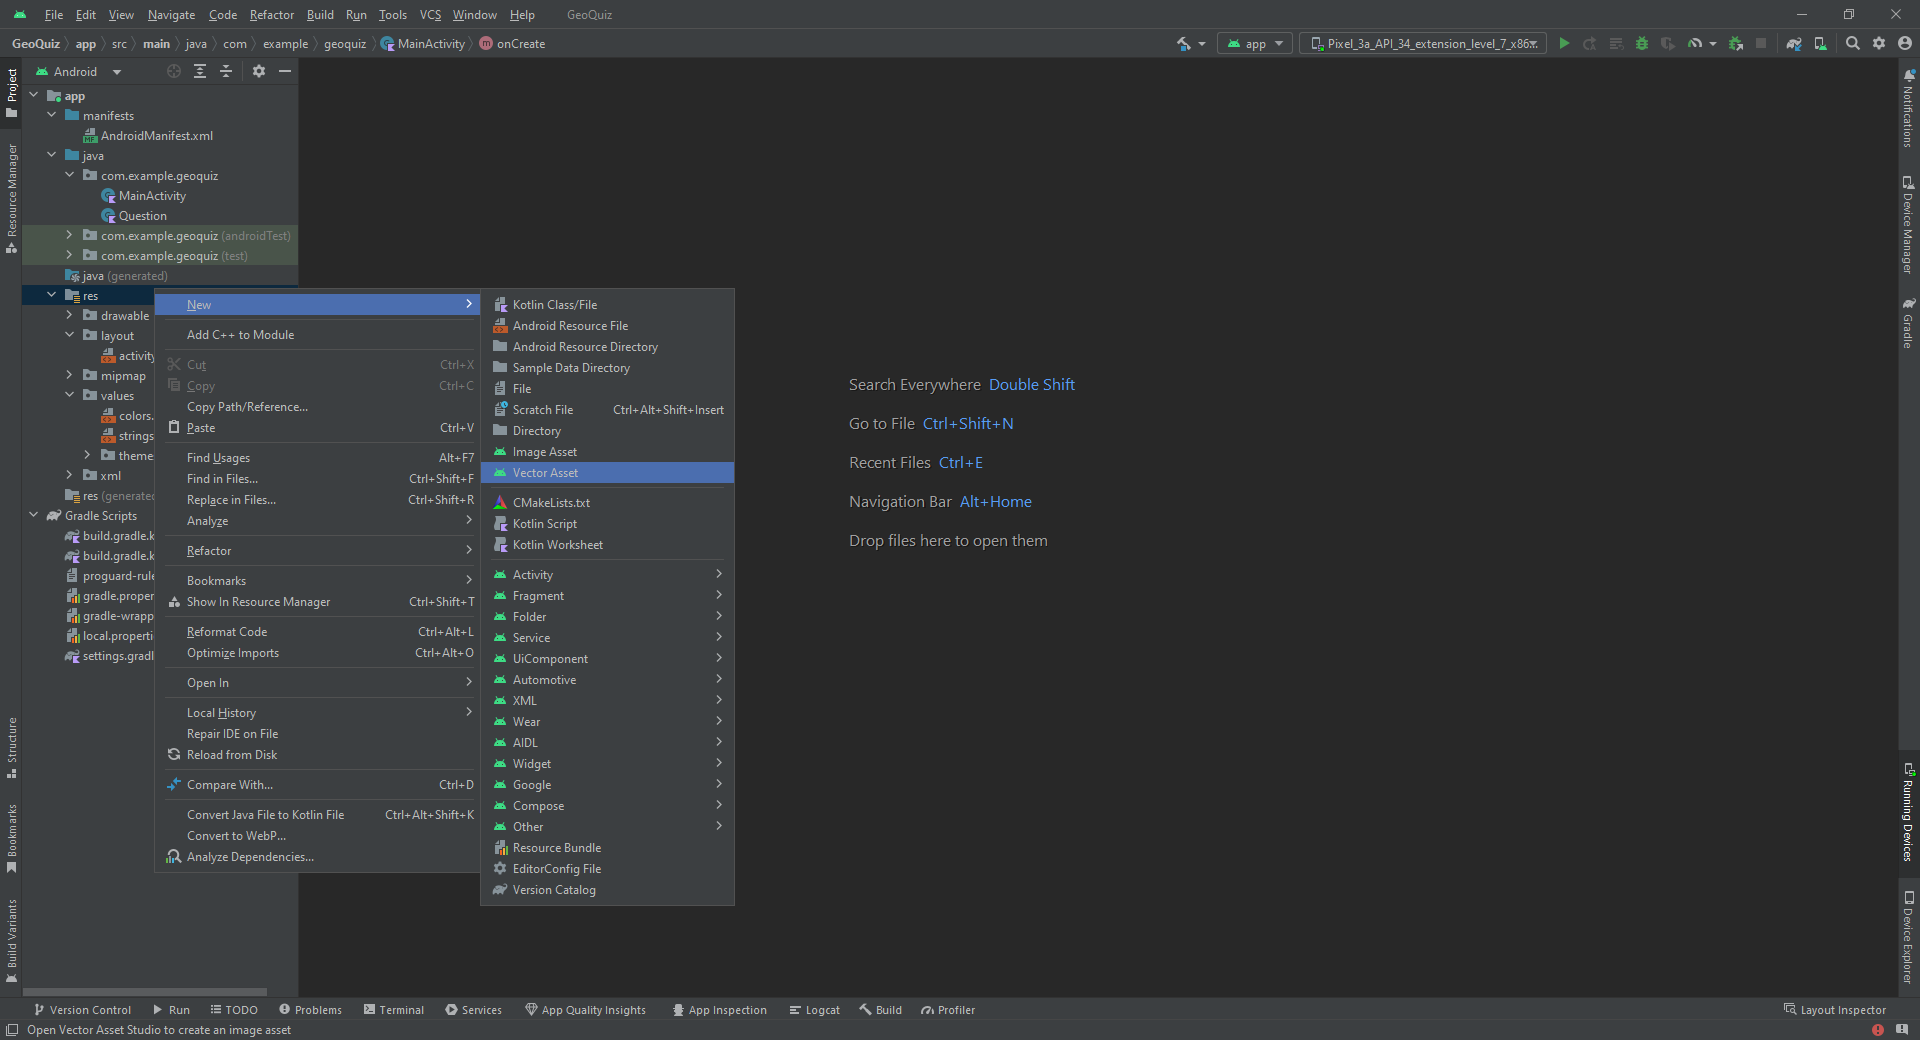 File Edit View Navigate Code Refactor Build Run Tools VCS Window Help GeoQuiz
GeoQuiz app src main java com example geoquiz MainActivity onCreate
app Pixel_3a_API_34_extension_level_7_x86
Android
Project
Resource Manager
Structure
Bookmarks
Build Variants
app
manifests
AndroidManifest.xml
java
com.example.geoquiz
MainActivity
Question
com.example.geoquiz (androidTest)
com.example.geoquiz (test)
java (generated)
res
drawable
layout
activity
mipmap
values
colors.
strings
theme
xml
res (generate
Gradle Scripts
build.gradle.k
build.gradle.k
proguard-rule
gradle.proper
gradle-wrapp
local.properti
settings.gradl
New
Add C++ to Module
Cut Ctrl+X
Copy Ctrl+C
Copy Path/Reference...
Paste Ctrl+V
Find Usages Alt+F7
Find in Files... Ctrl+Shift+F
Replace in Files... Ctrl+Shift+R
Analyze
Refactor
Bookmarks
Show In Resource Manager Ctrl+Shift+T
Reformat Code Ctrl+Alt+L
Optimize Imports Ctrl+Alt+O
Open In
Local History
Repair IDE on File
Reload from Disk
Compare With... Ctrl+D
Convert Java File to Kotlin File Ctrl+Alt+Shift+K
Convert to WebP...
Analyze Dependencies...
Kotlin Class/File
Android Resource File
Android Resource Directory
Sample Data Directory
File
Scratch File Ctrl+Alt+Shift+Insert
Directory
Image Asset
Vector Asset
CMakeLists.txt
Kotlin Script
Kotlin Worksheet
Activity
Fragment
Folder
Service
UiComponent
Automotive
XML
Wear
AIDL
Widget
Google
Compose
Other
Resource Bundle
EditorConfig File
Version Catalog
Search Everywhere Double Shift
Go to File Ctrl+Shift+N
Recent Files Ctrl+E
Navigation Bar Alt+Home
Drop files here to open them
Notifications
Device Manager
Gradle
Running Devices
Device Explorer
Version Control Run TODO Problems Terminal Services App Quality Insights App Inspection Logcat Build Profiler Layout Inspector
Open Vector Asset Studio to create an image asset